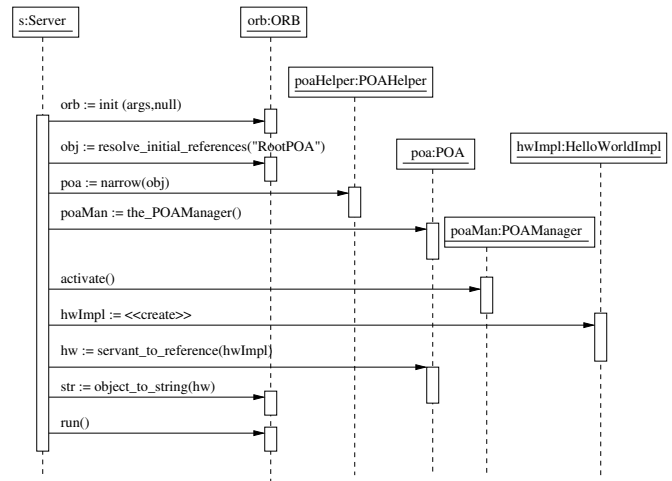 s:Server
orb:ORB
poaHelper:POAHelper
orb := init (args,null)
obj := resolve_initial_references("RootPOA")
poa:POA
hwImpl:HelloWorldImpl
poa := narrow(obj)
poaMan := the_POAManager()
poaMan:POAManager
activate()
hwImpl := <<create>>
hw := servant_to_reference(hwImpl)
str := object_to_string(hw)
run()